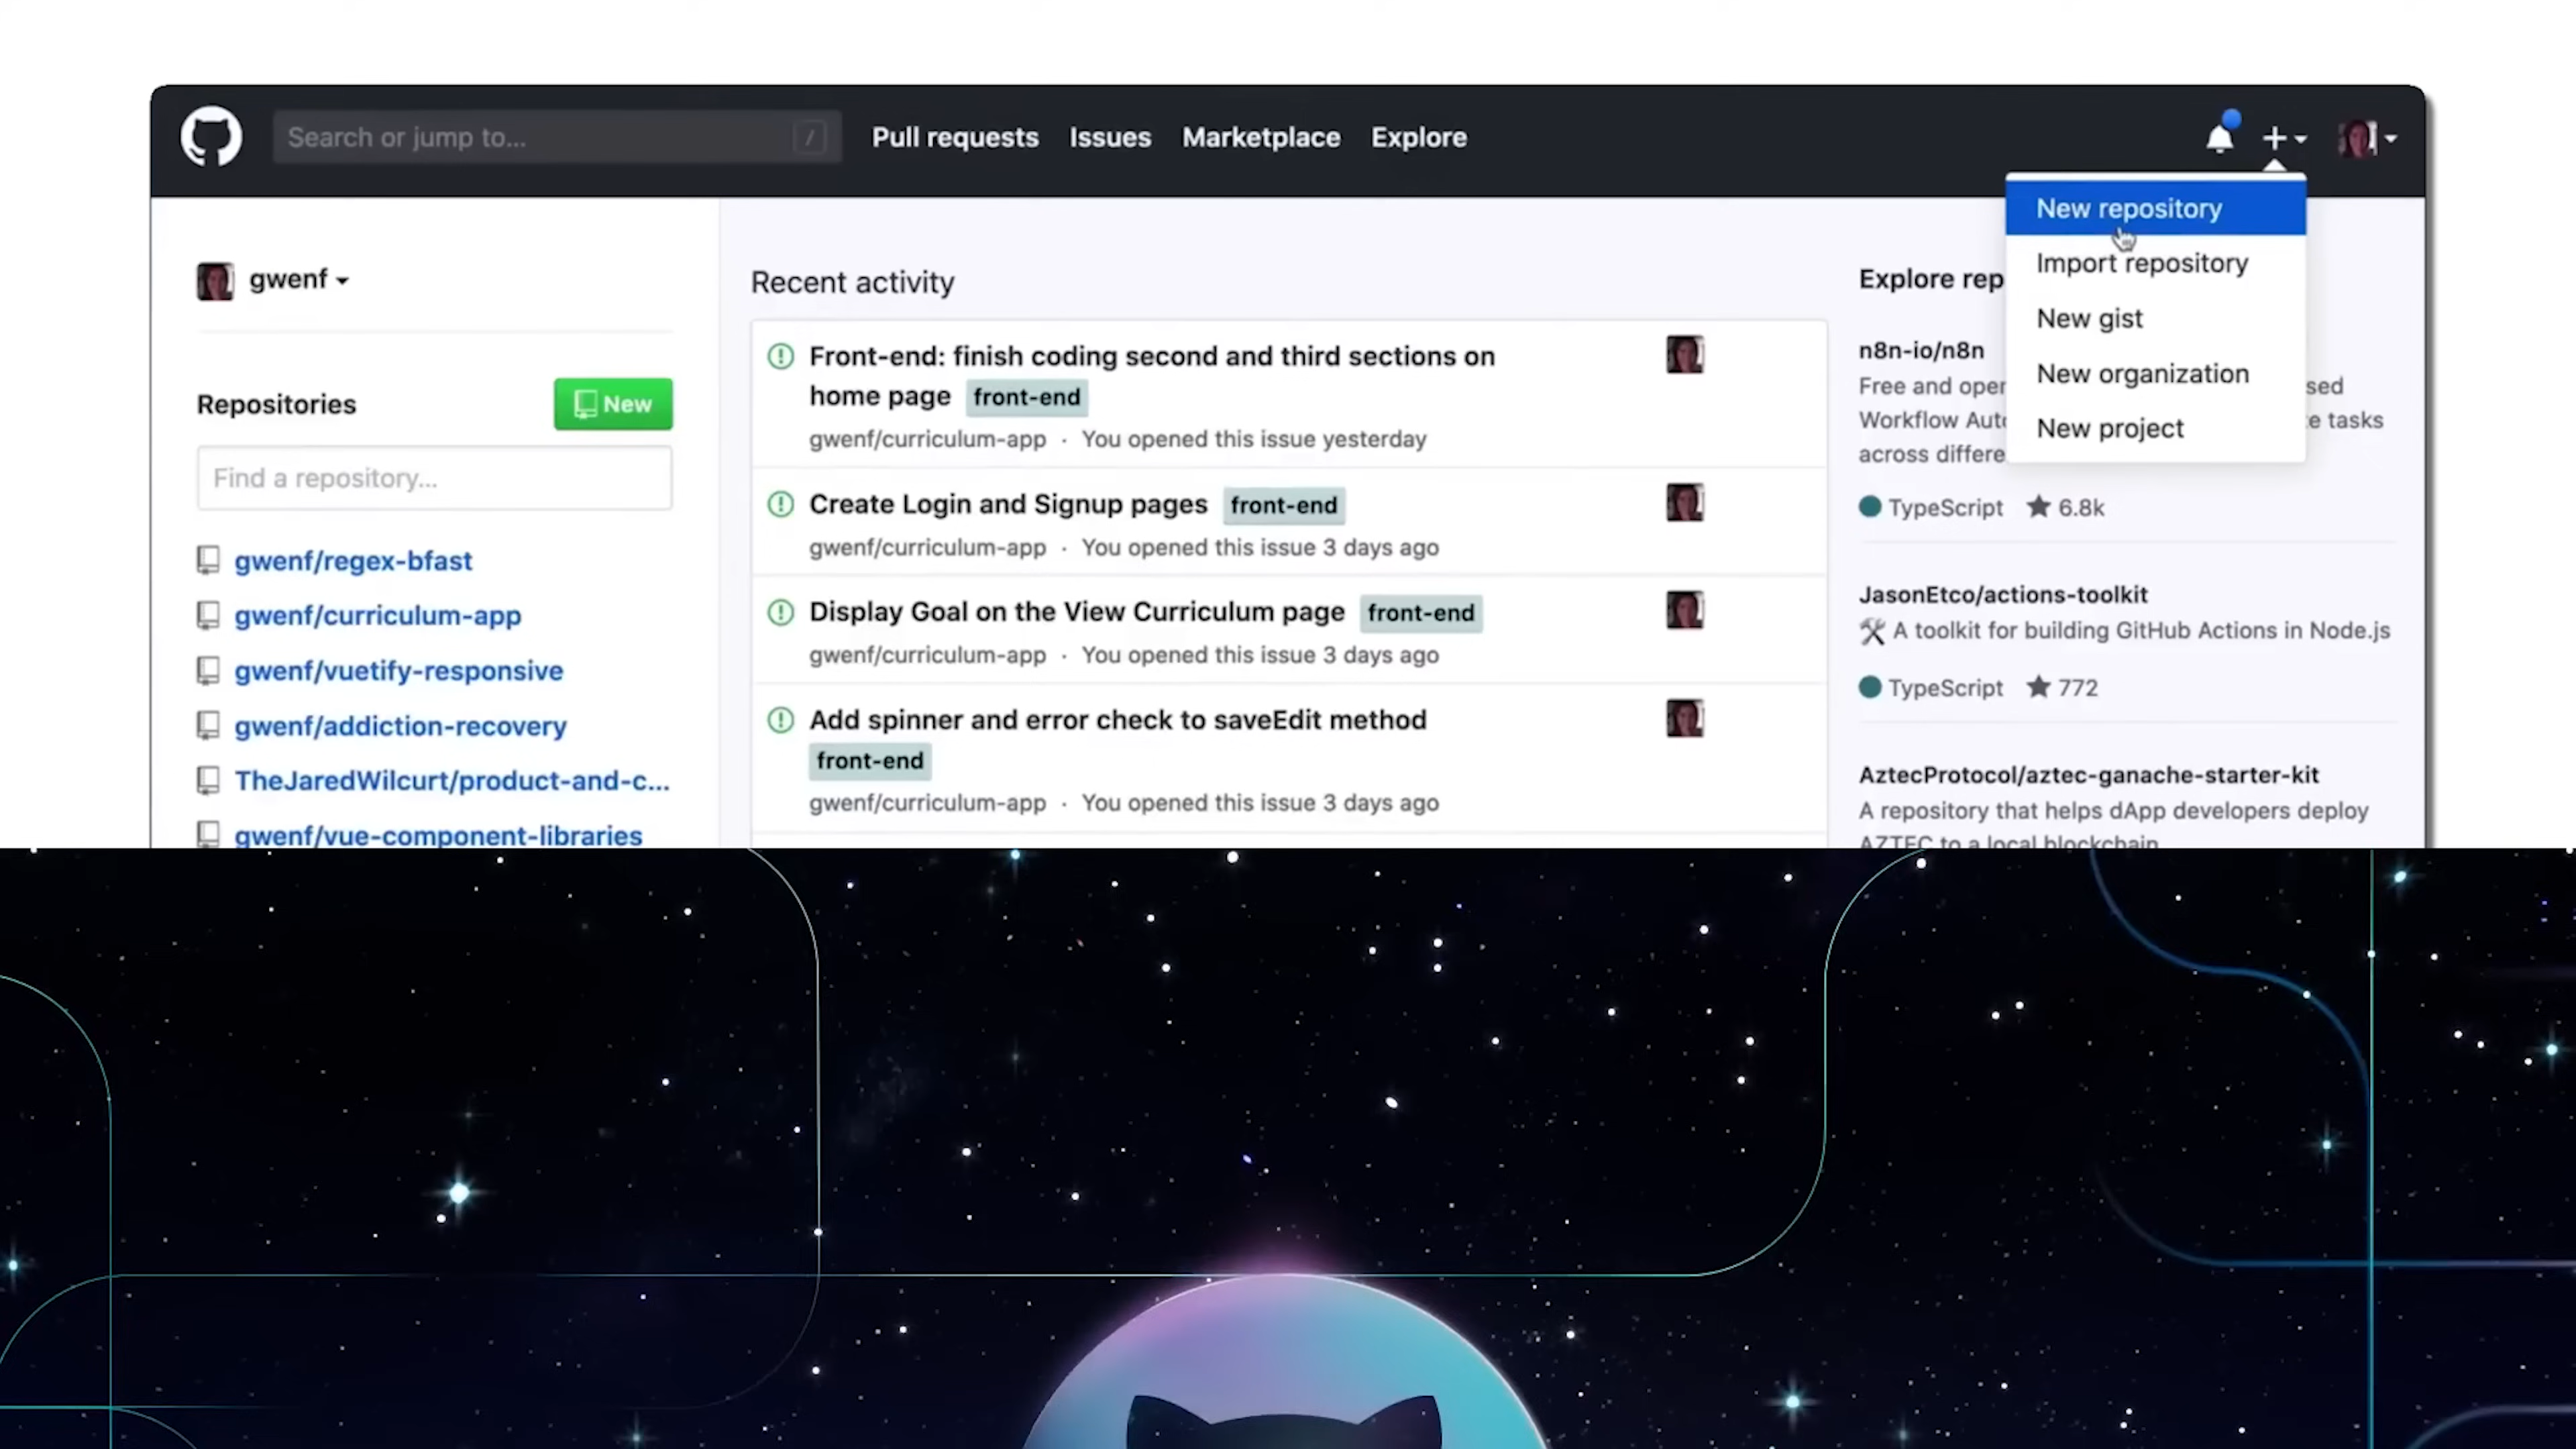 Search or jump to... /
Pull requests
Issues
Marketplace
Explore
New repository
Import repository
New gist
New organization
New project
gwenf
Repositories
New
Find a repository...
gwenf/regex-bfast
gwenf/curriculum-app
gwenf/vuetify-responsive
gwenf/addiction-recovery
TheJaredWilcurt/product-and-c...
gwenf/vue-component-libraries
Recent activity
Front-end: finish coding second and third sections on
home page front-end
gwenf/curriculum-app · You opened this issue yesterday
Create Login and Signup pages front-end
gwenf/curriculum-app · You opened this issue 3 days ago
Display Goal on the View Curriculum page front-end
gwenf/curriculum-app · You opened this issue 3 days ago
Add spinner and error check to saveEdit method
front-end
gwenf/curriculum-app · You opened this issue 3 days ago
Explore rep
n8n-io/n8n
Free and oper sed
Workflow Auto e tasks
across differe
TypeScript ★ 6.8k
JasonEtco/actions-toolkit
🛠 A toolkit for building GitHub Actions in Node.js
TypeScript ★ 772
AztecProtocol/aztec-ganache-starter-kit
A repository that helps dApp developers deploy
AZTEC to a local blockchain